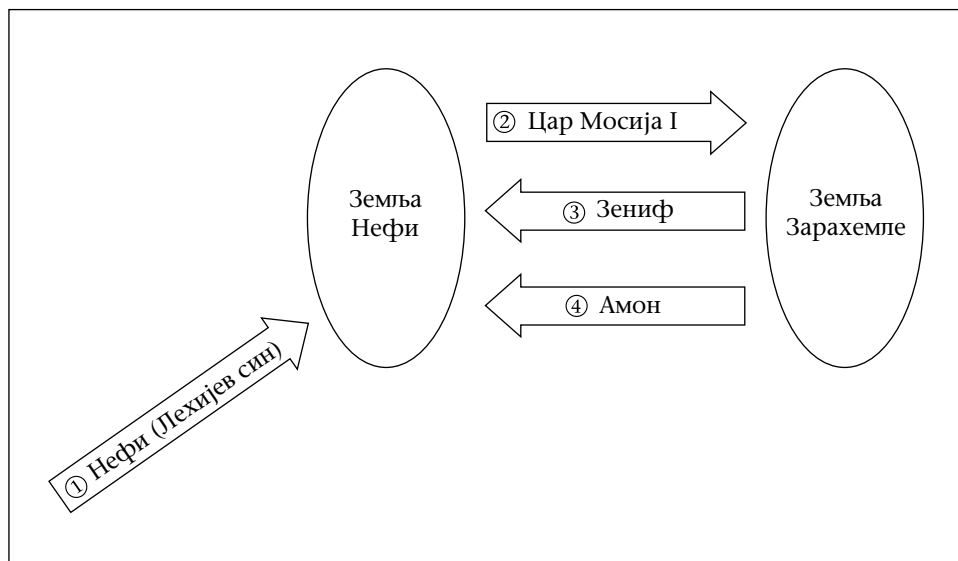 ② Цар Мосија I
Земља
Нефи
③ Зениф
Земља
Зарахемле
④ Амон
① Нефи (Лехијев син)